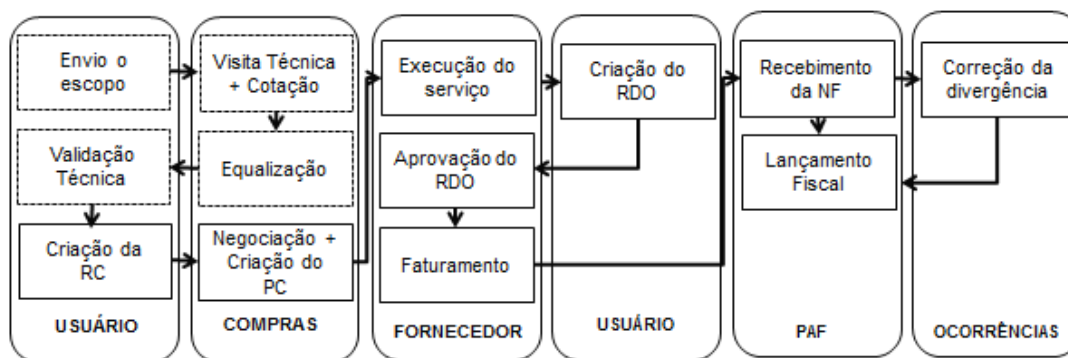 Envio o
escopo
Validação
Técnica
Criação da
RC
USUÁRIO
Visita Técnica
+ Cotação
Equalização
Negociação +
Criação do
PC
COMPRAS
Execução do
serviço
Aprovação do
RDO
Faturamento
FORNECEDOR
Criação do
RDO
USUÁRIO
Recebimento
da NF
Lançamento
Fiscal
PAF
Correção da
divergência
OCORRÊNCIAS